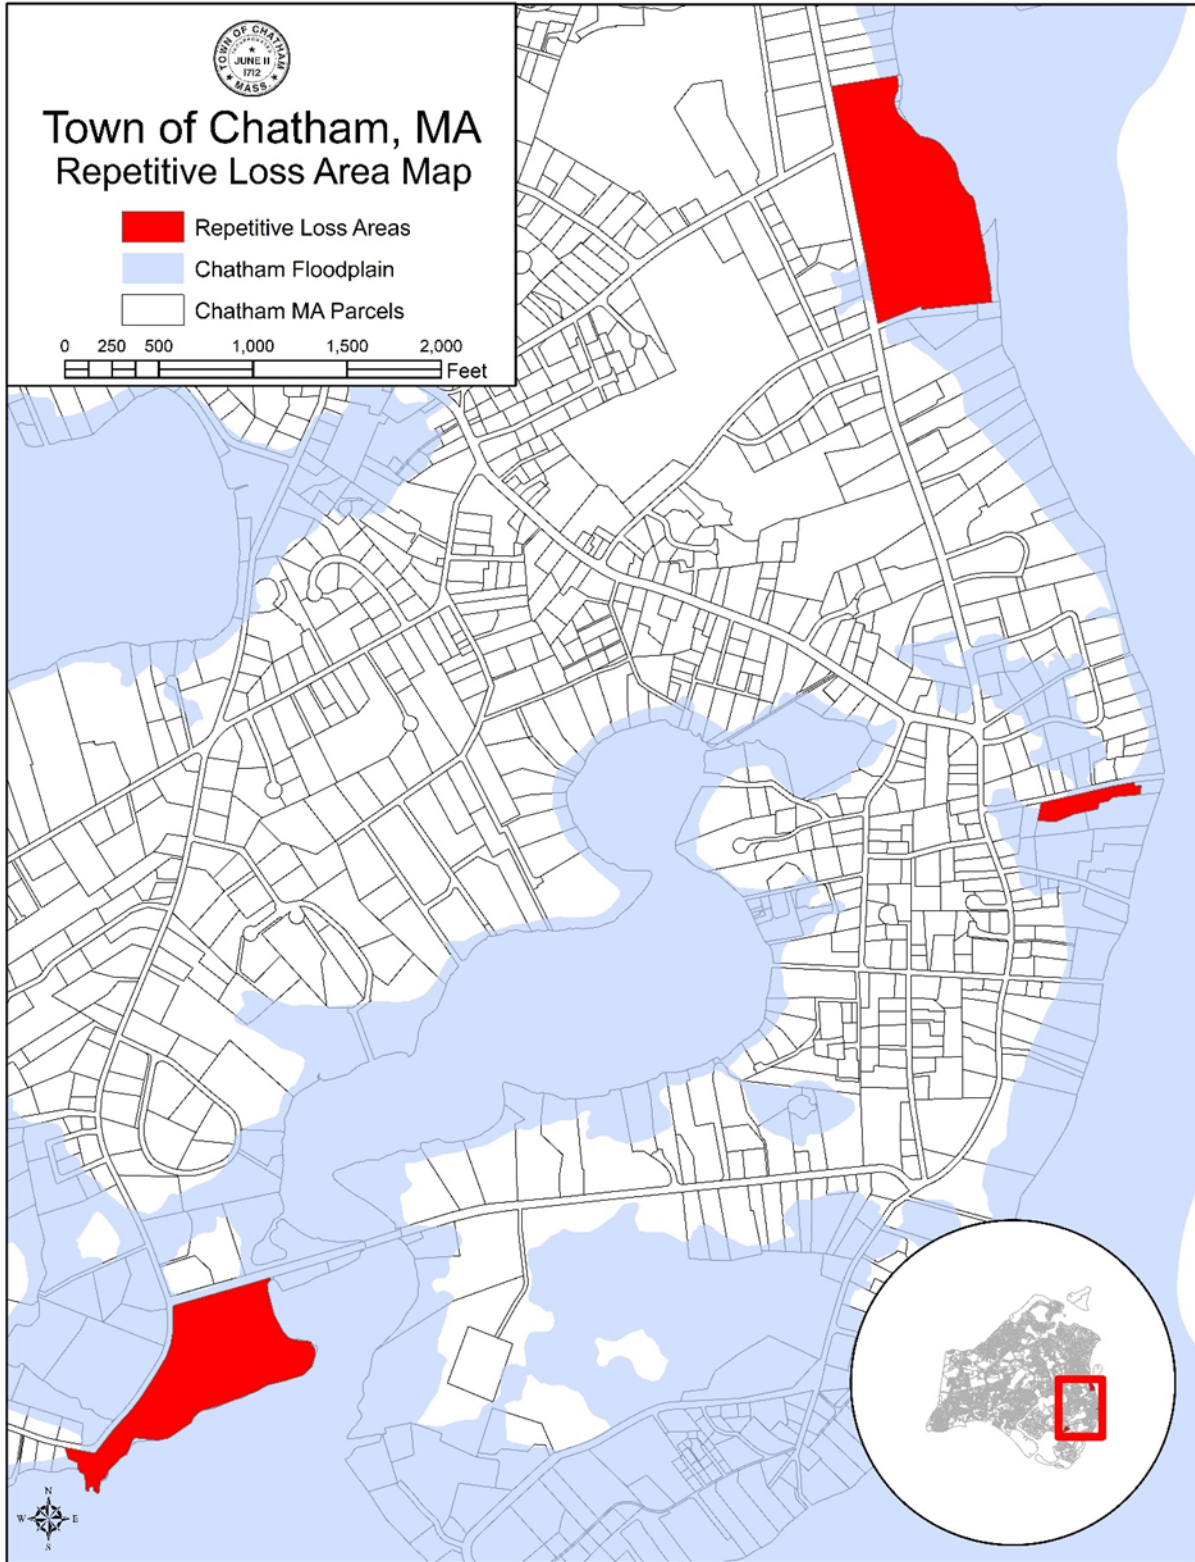 TOWN OF CHATHAM
INCORPORATED
JUNE 11
1712
MASS.
Town of Chatham, MA
Repetitive Loss Area Map
Repetitive Loss Areas
Chatham Floodplain
Chatham MA Parcels
0 250 500 1,000 1,500 2,000
Feet
N
W E
S